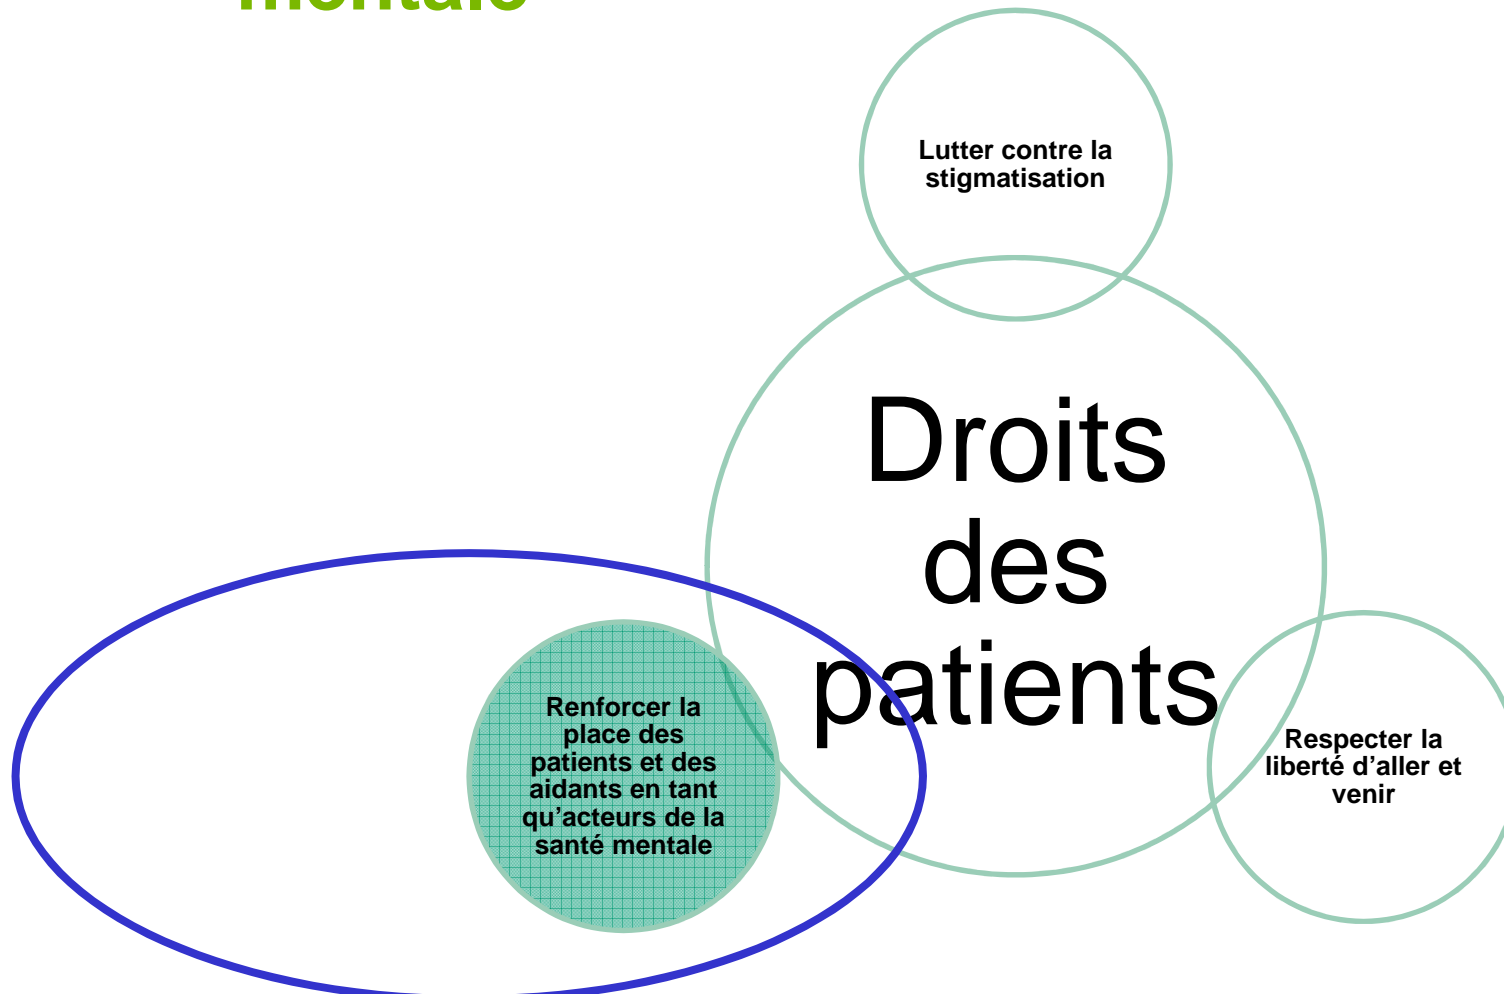 mentale
Lutter contre la
stigmatisation
Droits
des
patients
Renforcer la
place des
patients et des
aidants en tant
qu’acteurs de la
santé mentale
Respecter la
liberté d’aller et
venir